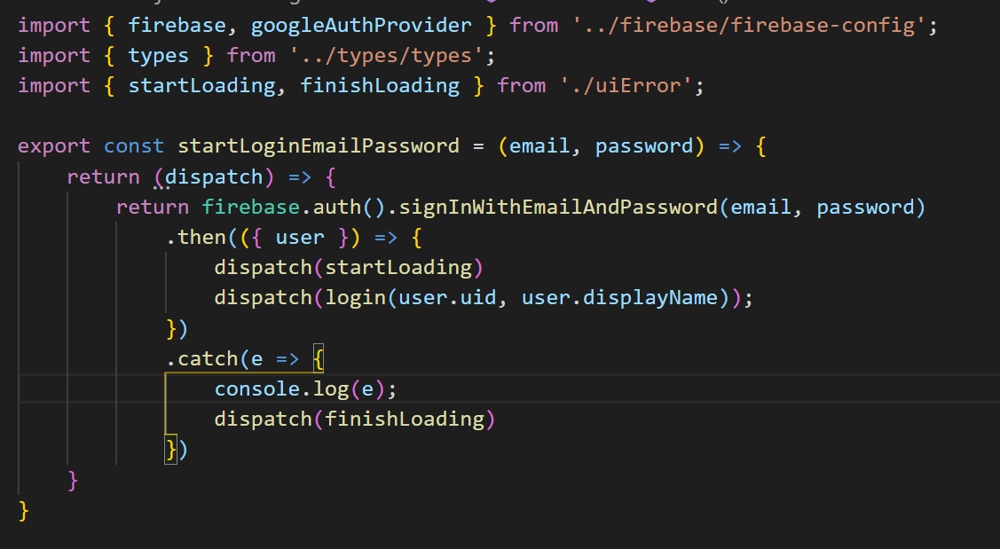 import { firebase, googleAuthProvider } from '../firebase/firebase-config';
import { types } from '../types/types';
import { startLoading, finishLoading } from './uiError';

export const startLoginEmailPassword = (email, password) => {
    return (dispatch) => {
        return firebase.auth().signInWithEmailAndPassword(email, password)
            .then(({ user }) => {
                dispatch(startLoading)
                dispatch(login(user.uid, user.displayName));
            })
            .catch(e => {
                console.log(e);
                dispatch(finishLoading)
            })
    }
}